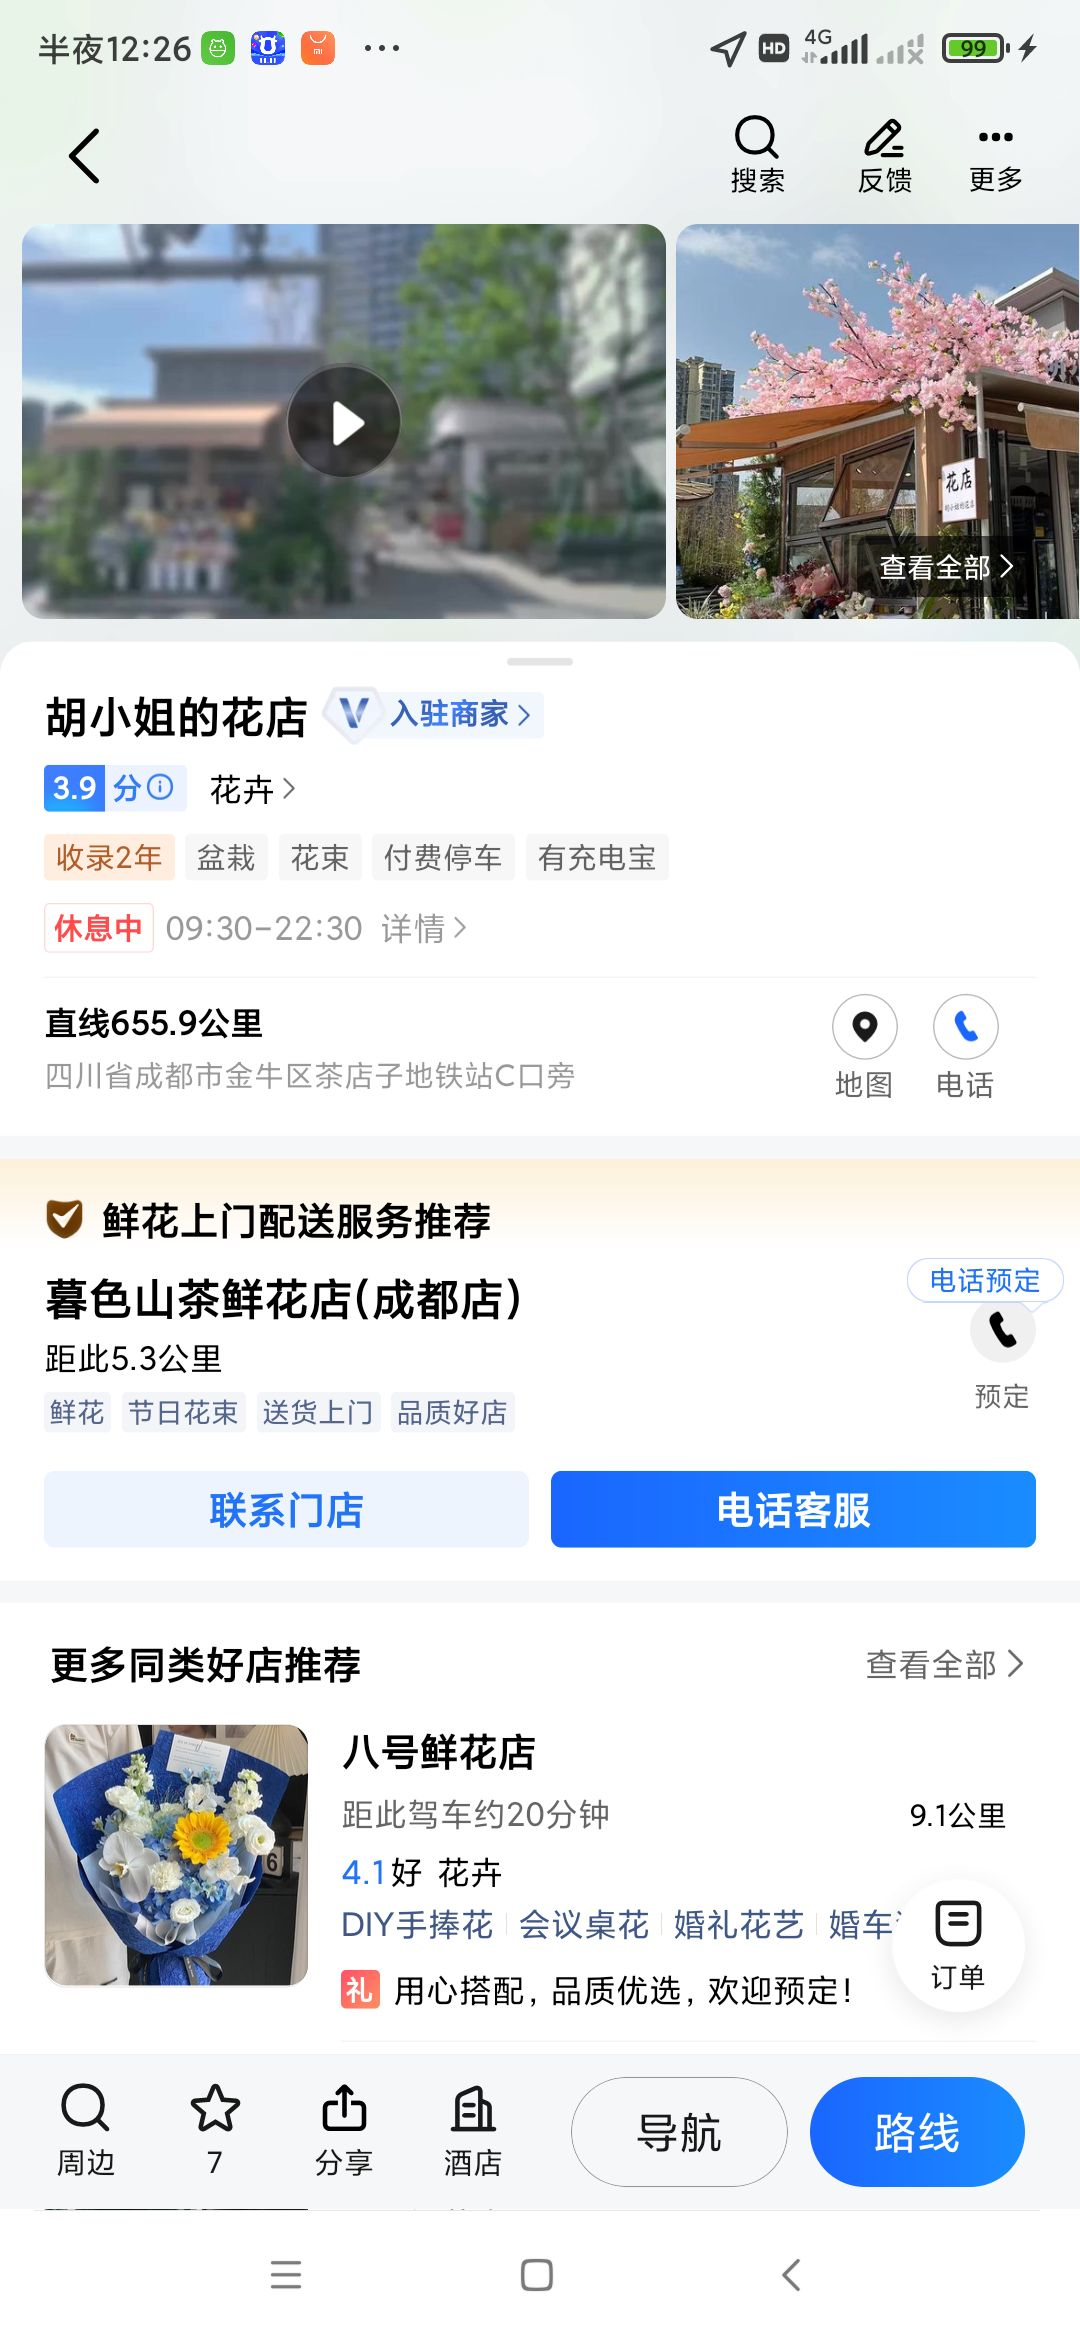 半夜12:26
HD 4G 99
搜索 反馈 更多
花店
查看全部
胡小姐的花店 V 入驻商家
3.9分 花卉
收录2年 盆栽 花束 付费停车 有充电宝
休息中 09:30-22:30 详情
直线655.9公里
四川省成都市金牛区茶店子地铁站C口旁
地图 电话
鲜花上门配送服务推荐
暮色山茶鲜花店(成都店)
电话预定
距此5.3公里
预定
鲜花 节日花束 送货上门 品质好店
联系门店 电话客服
更多同类好店推荐 查看全部
八号鲜花店
距此驾车约20分钟 9.1公里
4.1好 花卉
DIY手捧花 会议桌花 婚礼花艺 婚车
订单
礼 用心搭配，品质优选，欢迎预定！
周边 7 分享 酒店 导航 路线